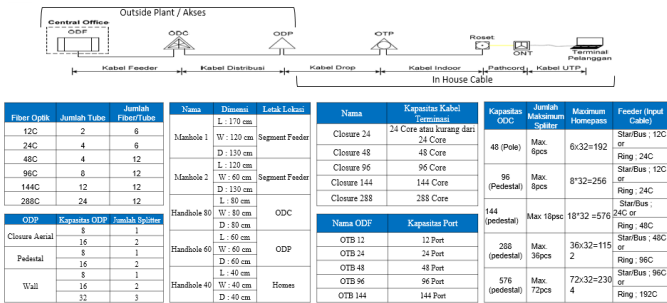 Outside Plant / Akses
Central Office
ODF
ODC
ODP
OTP
Roset
ONT
Terminal
Pelanggan
Kabel Feeder
Kabel Distribusi
Kabel Drop
Kabel Indoor
Pathcord
Kabel UTP
In House Cable
Fiber Optik Jumlah Tube Jumlah Fiber/Tube
12C 2 6
24C 4 6
48C 4 12
96C 8 12
144C 12 12
288C 24 12
ODP Kapasitas ODP Jumlah Splitter
Closure Aerial 8 1
16 2
Pedestal 8 1
16 2
Wall 8 1
16 2
32 3
Nama Dimensi Letak Lokasi
Manhole 1 L : 170 cm Segment Feeder
W : 120 cm
D : 130 cm
Manhole 2 L : 120 cm Segment Feeder
W : 60 cm
D : 130 cm
Handhole 80 L : 80 cm ODC
W : 80 cm
D : 80 cm
Handhole 60 L : 60 cm ODP
W : 60 cm
D : 60 cm
Handhole 40 L : 40 cm Homes
W : 40 cm
D : 40 cm
Nama Kapasitas Kabel Terminasi
Closure 24 24 Core atau kurang dari 24 Core
Closure 48 48 Core
Closure 96 96 Core
Closure 144 144 Core
Closure 288 288 Core
Nama ODF Kapasitas Port
OTB 12 12 Port
OTB 24 24 Port
OTB 48 48 Port
OTB 96 96 Port
OTB 144 144 Port
Kapasitas ODC Jumlah Maksimum Spliiter Maximum Homepass Feeder (Input Cable)
48 (Pole) Max. 6pcs 6x32=192 Star/Bus ; 12C or Ring ; 24C
96 (Pedestal) Max. 8pcs 8*32=256 Star/Bus ; 12C or Ring ; 24C
144 (pedestal) Max 18psc 18*32 =576 Star/Bus ; 24C or Ring ; 48C
288 (pedestal) Max. 36pcs 36x32=1152 Star/Bus ; 48C or Ring ; 96C
576 (pedestal) Max. 72pcs 72x32=2304 Star/Bus ; 96C or Ring ; 192C